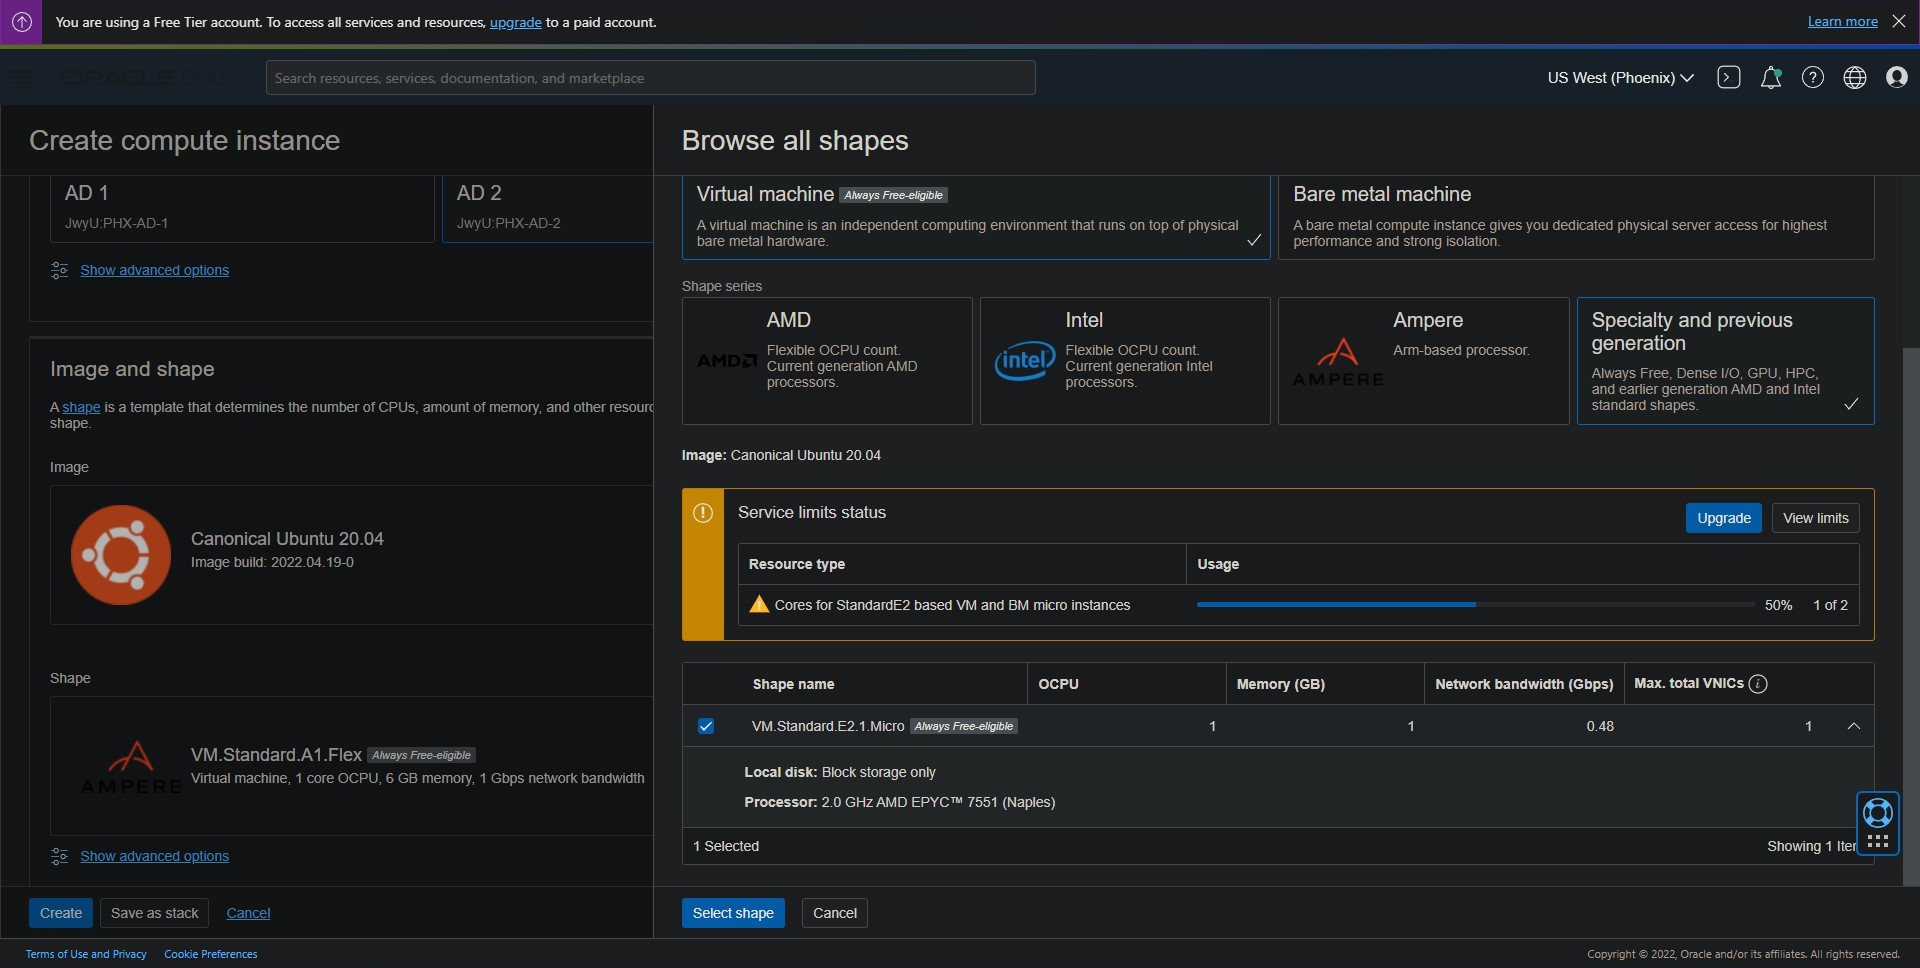 You are using a Free Tier account. To access all services and resources, upgrade to a paid account.
Learn more
ORACLE Cloud
Search resources, services, documentation, and marketplace
US West (Phoenix)
Create compute instance
AD 1
JwyU:PHX-AD-1
AD 2
JwyU:PHX-AD-2
Show advanced options
Image and shape
A shape is a template that determines the number of CPUs, amount of memory, and other resourc
shape.
Image
Canonical Ubuntu 20.04
Image build: 2022.04.19-0
Shape
AMPERE
VM.Standard.A1.Flex Always Free-eligible
Virtual machine, 1 core OCPU, 6 GB memory, 1 Gbps network bandwidth
Show advanced options
Create
Save as stack
Cancel
Browse all shapes
Virtual machine Always Free-eligible
A virtual machine is an independent computing environment that runs on top of physical
bare metal hardware.
Bare metal machine
A bare metal compute instance gives you dedicated physical server access for highest
performance and strong isolation.
Shape series
AMD
AMD
Flexible OCPU count.
Current generation AMD
processors.
intel
Intel
Flexible OCPU count.
Current generation Intel
processors.
AMPERE
Ampere
Arm-based processor.
Specialty and previous
generation
Always Free, Dense I/O, GPU, HPC,
and earlier generation AMD and Intel
standard shapes.
Image: Canonical Ubuntu 20.04
Service limits status
Upgrade
View limits
Resource type
Usage
Cores for StandardE2 based VM and BM micro instances
50%
1 of 2
Shape name
OCPU
Memory (GB)
Network bandwidth (Gbps)
Max. total VNICs
VM.Standard.E2.1.Micro Always Free-eligible
1
1
0.48
1
Local disk: Block storage only
Processor: 2.0 GHz AMD EPYC™ 7551 (Naples)
1 Selected
Showing 1 Iter
Select shape
Cancel
Terms of Use and Privacy
Cookie Preferences
Copyright © 2022, Oracle and/or its affiliates. All rights reserved.